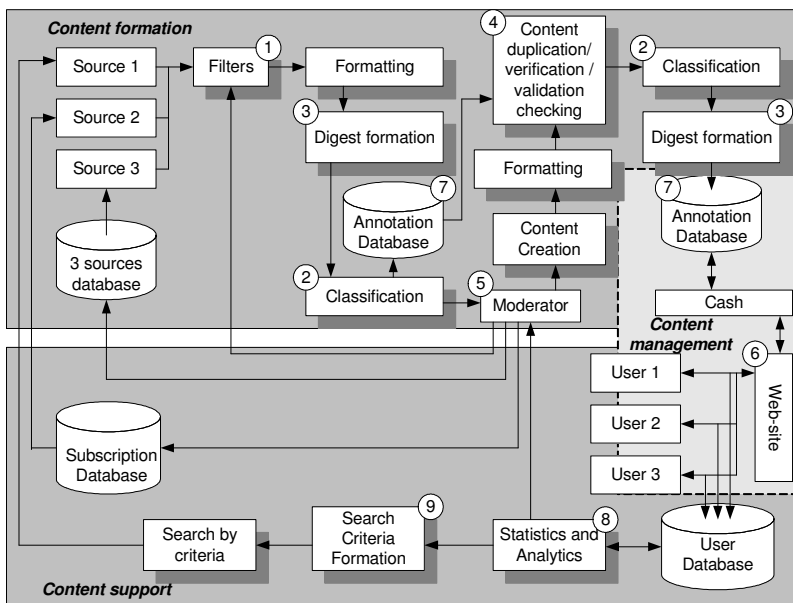 Content formation
Source 1
Source 2
Source 3
3 sources
database
1
Filters
Formatting
3
Digest formation
7
Annotation
Database
2
Classification
5
Moderator
4
Content
duplication/
verification /
validation
checking
Formatting
Content
Creation
2
Classification
3
Digest formation
7
Annotation
Database
Cash
Content
management
6
Web-site
User 1
User 2
User 3
Subscription
Database
Search by
criteria
9
Search
Criteria
Formation
8
Statistics and
Analytics
User
Database
Content support